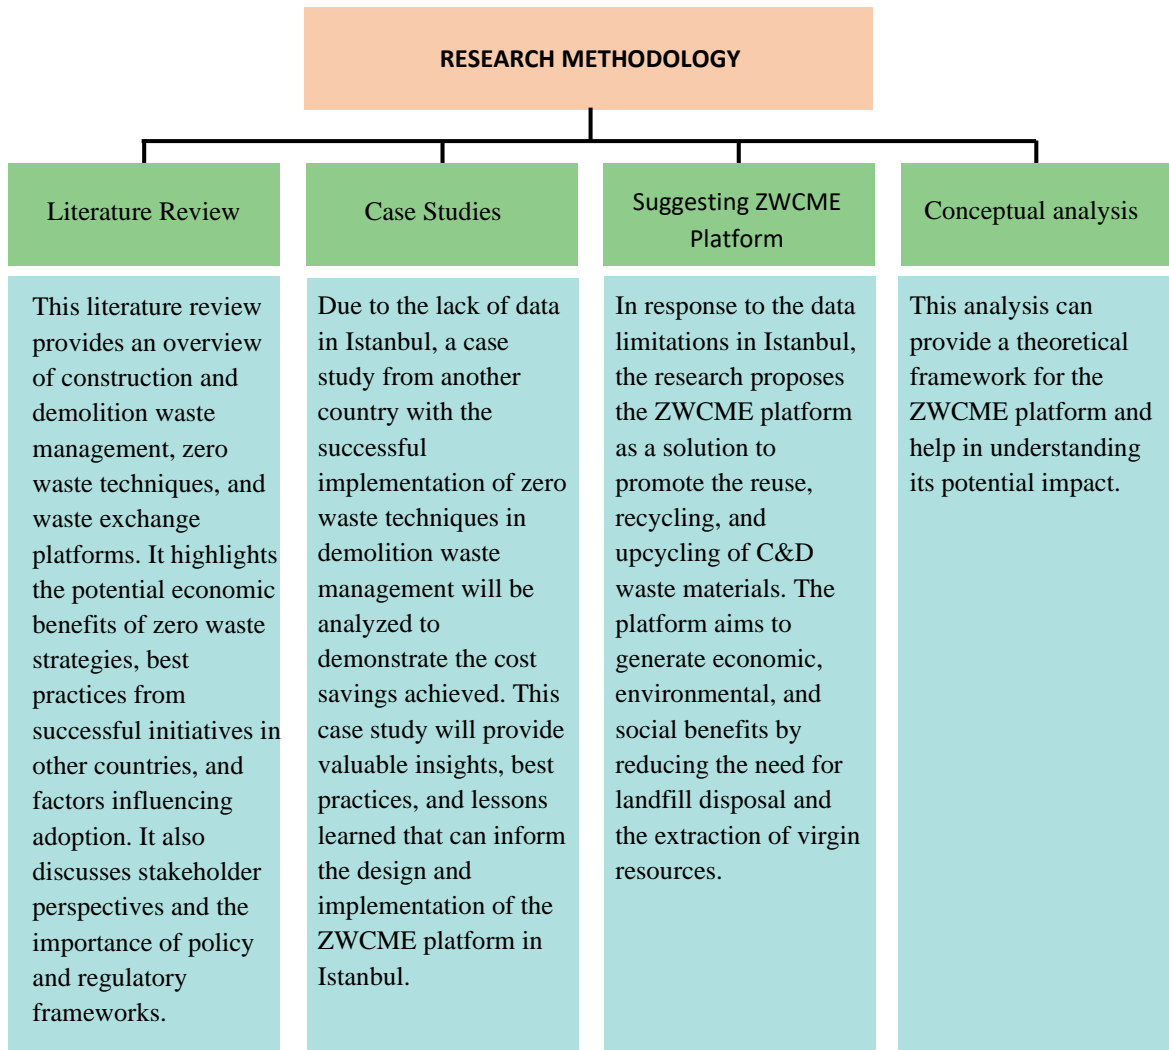 RESEARCH METHODOLOGY
Literature Review
This literature review
provides an overview
of construction and
demolition waste
management, zero
waste techniques, and
waste exchange
platforms. It highlights
the potential economic
benefits of zero waste
strategies, best
practices from
successful initiatives in
other countries, and
factors influencing
adoption. It also
discusses stakeholder
perspectives and the
importance of policy
and regulatory
frameworks.
Case Studies
Due to the lack of data
in Istanbul, a case
study from another
country with the
successful
implementation of zero
waste techniques in
demolition waste
management will be
analyzed to
demonstrate the cost
savings achieved. This
case study will provide
valuable insights, best
practices, and lessons
learned that can inform
the design and
implementation of the
ZWCME platform in
Istanbul.
Suggesting ZWCME
Platform
In response to the data
limitations in Istanbul,
the research proposes
the ZWCME platform
as a solution to
promote the reuse,
recycling, and
upcycling of C&D
waste materials. The
platform aims to
generate economic,
environmental, and
social benefits by
reducing the need for
landfill disposal and
the extraction of virgin
resources.
Conceptual analysis
This analysis can
provide a theoretical
framework for the
ZWCME platform and
help in understanding
its potential impact.